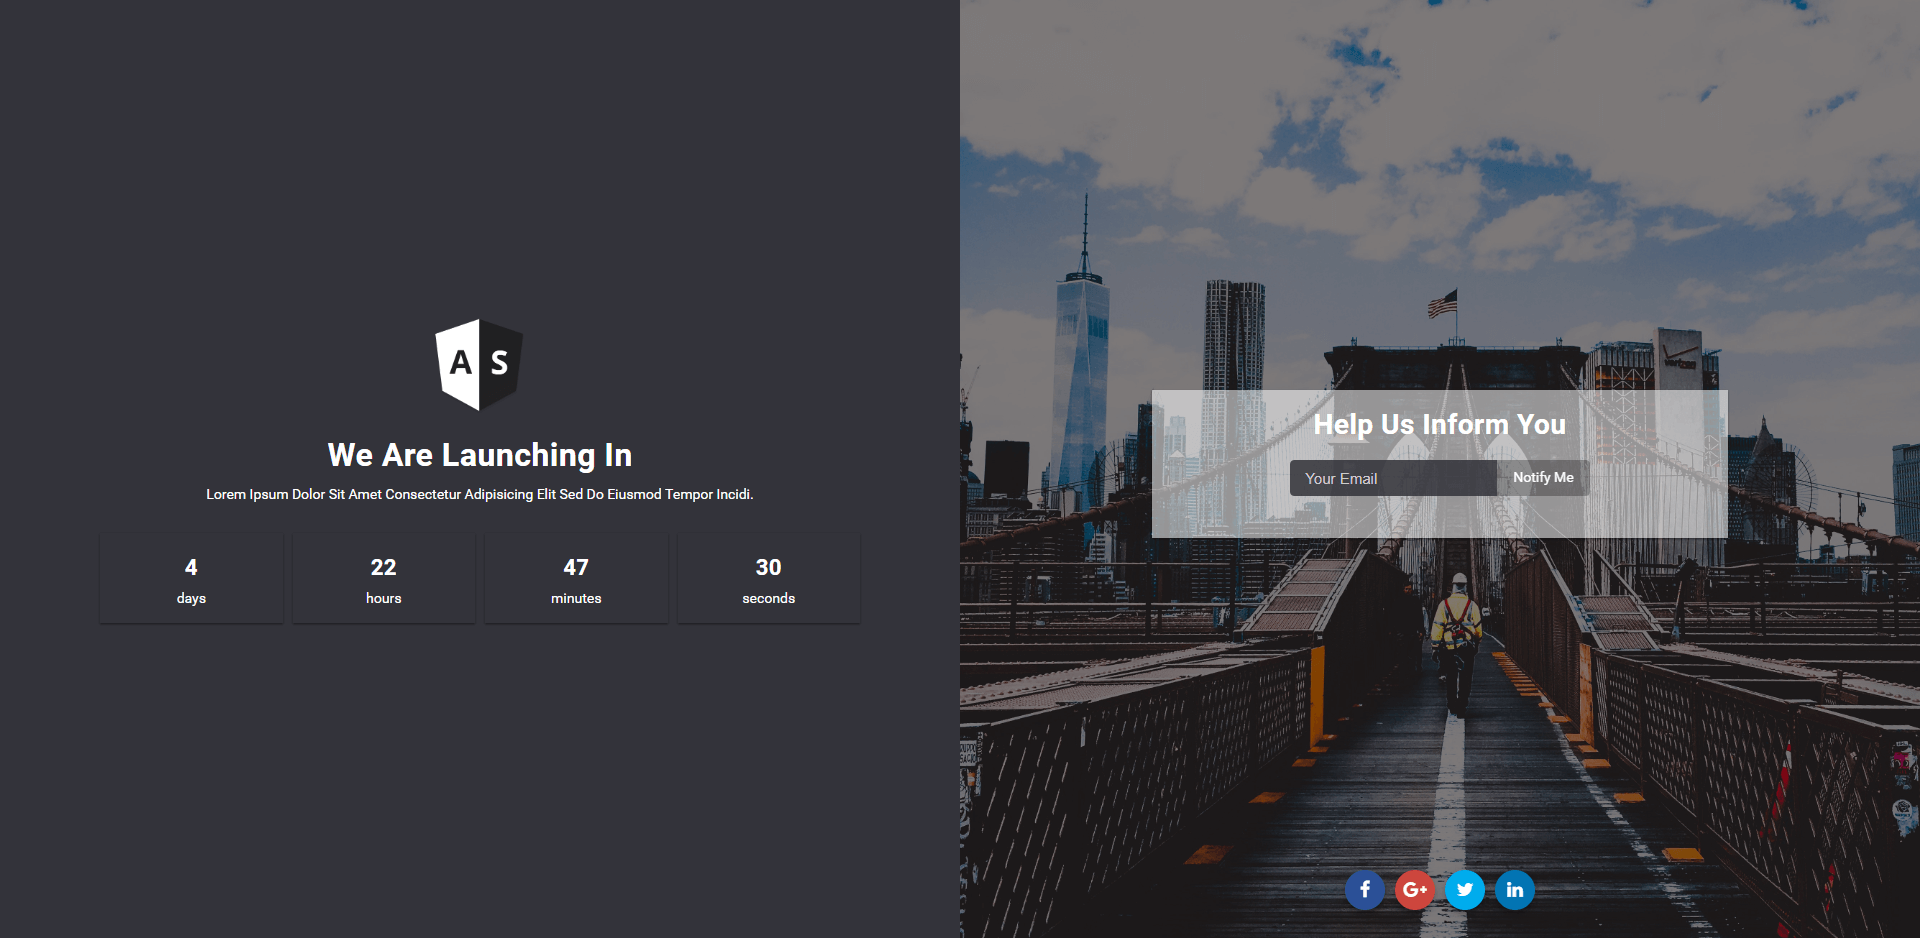 A S
We Are Launching In
Lorem Ipsum Dolor Sit Amet Consectetur Adipisicing Elit Sed Do Eiusmod Tempor Incidi.
4 22 47 30
days hours minutes seconds
verizon
Help Us Inform You
Your Email Notify Me
f G+ in